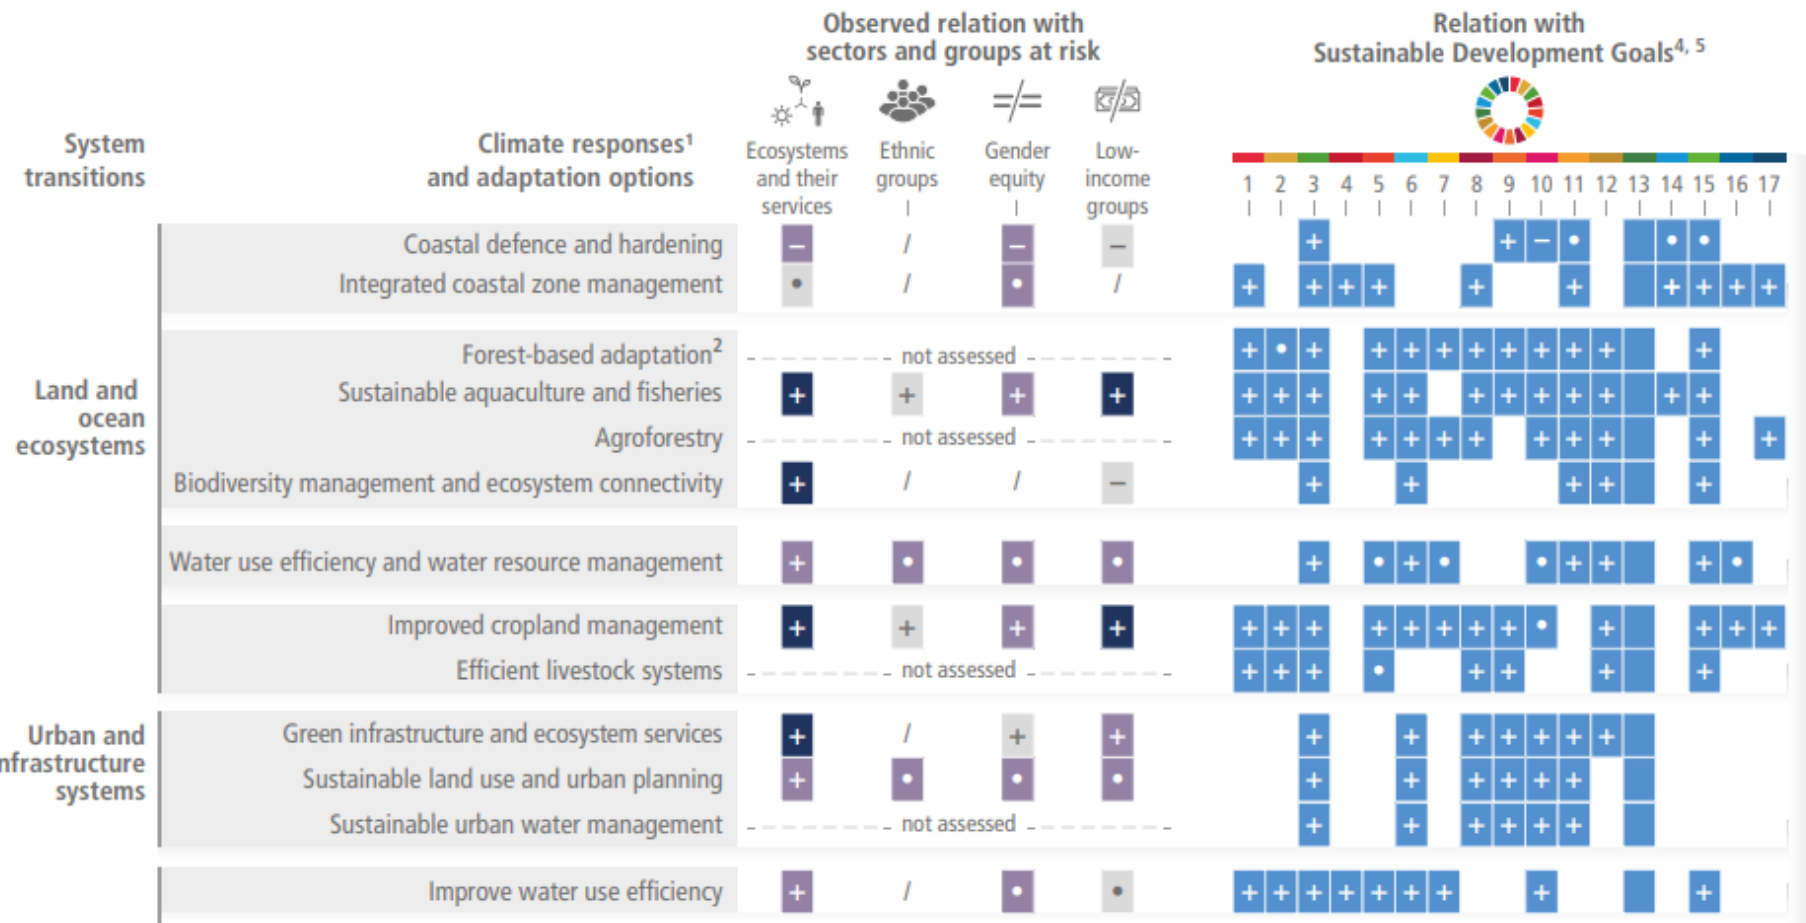 Observed relation with
sectors and groups at risk
Relation with
Sustainable Development Goals4, 5
System
transitions
Climate responses1
and adaptation options
Ecosystems
and their
services
Ethnic
groups
Gender
equity
Low-
income
groups
1 2 3 4 5 6 7 8 9 10 11 12 13 14 15 16 17
Land and
ocean
ecosystems
Coastal defence and hardening – / – – + + – • • •
Integrated coastal zone management • / • / + + + + + + + + + +
Forest-based adaptation2 not assessed + • + + + + + + + + + +
Sustainable aquaculture and fisheries + + + + + + + + + + + + + + + +
Agroforestry not assessed + + + + + + + + + + + +
Biodiversity management and ecosystem connectivity + / / – + + + + +
Water use efficiency and water resource management + • • • + • + • • + + + •
Improved cropland management + + + + + + + + + + + + • + + + +
Efficient livestock systems not assessed + + + • + + + +
Urban and
nfrastructure
systems
Green infrastructure and ecosystem services + / + + + + + + + + +
Sustainable land use and urban planning + • • • + + + + + +
Sustainable urban water management not assessed + + + + + +
Improve water use efficiency + / • • + + + + + + + + +